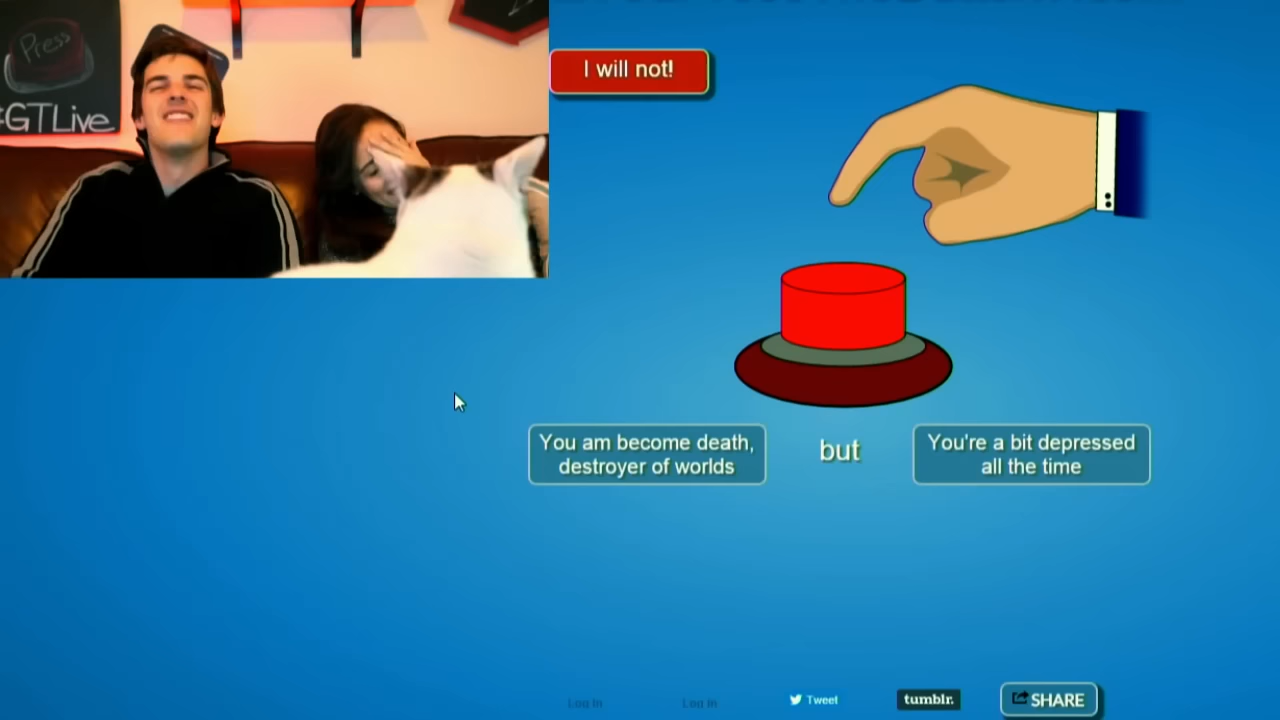 Press
#GTLive
I will not!
You am become death,
destroyer of worlds
but
You're a bit depressed
all the time
Log In
Log In
Tweet
tumblr.
SHARE